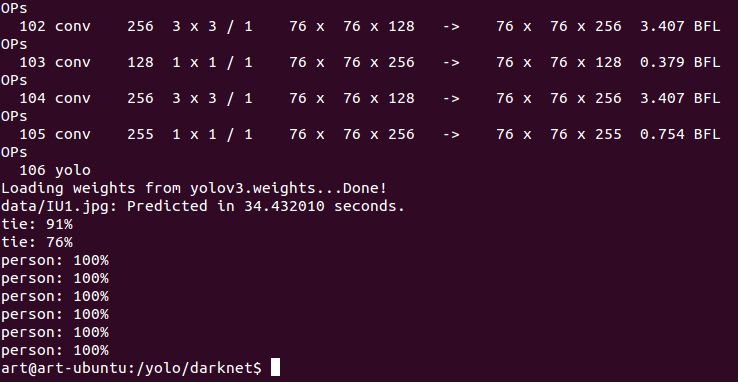 OPs
  102 conv    256  3 x 3 / 1    76 x  76 x 128   ->    76 x  76 x 256  3.407 BFL
OPs
  103 conv    128  1 x 1 / 1    76 x  76 x 256   ->    76 x  76 x 128  0.379 BFL
OPs
  104 conv    256  3 x 3 / 1    76 x  76 x 128   ->    76 x  76 x 256  3.407 BFL
OPs
  105 conv    255  1 x 1 / 1    76 x  76 x 256   ->    76 x  76 x 255  0.754 BFL
OPs
  106 yolo
Loading weights from yolov3.weights...Done!
data/IU1.jpg: Predicted in 34.432010 seconds.
tie: 91%
tie: 76%
person: 100%
person: 100%
person: 100%
person: 100%
person: 100%
person: 100%
art@art-ubuntu:/yolo/darknet$